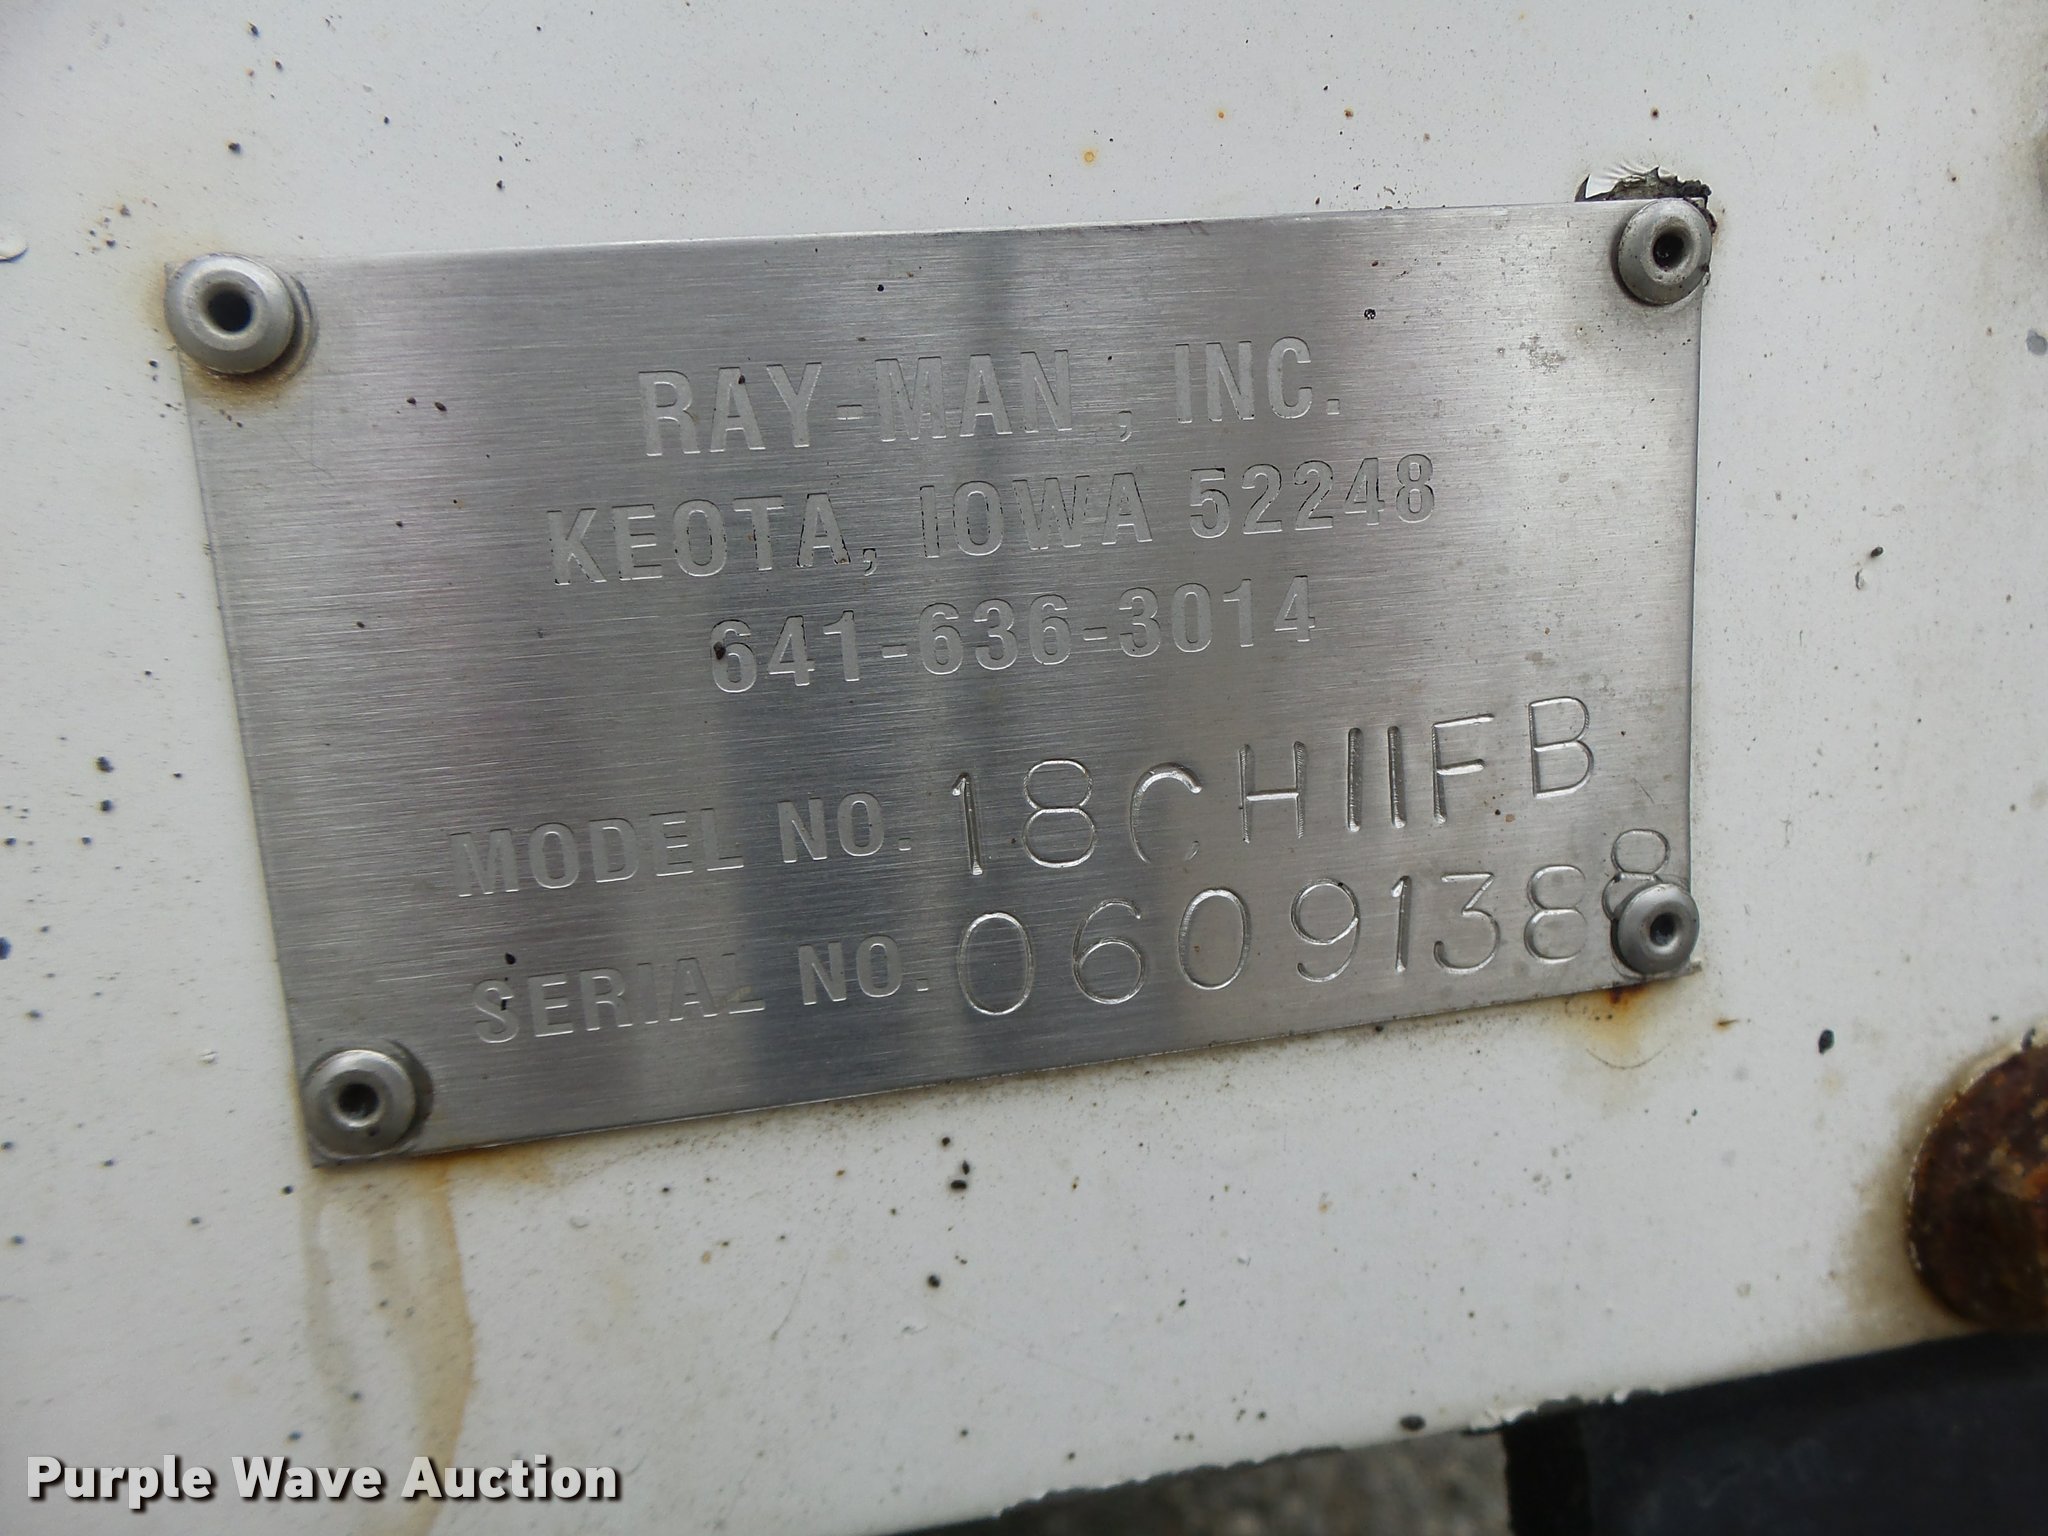 RAY-MAN, INC.
KEOTA, IOWA 52248
641-636-3014
MODEL NO. 18CHIIFB
SERIAL NO. 06091388
Purple Wave Auction